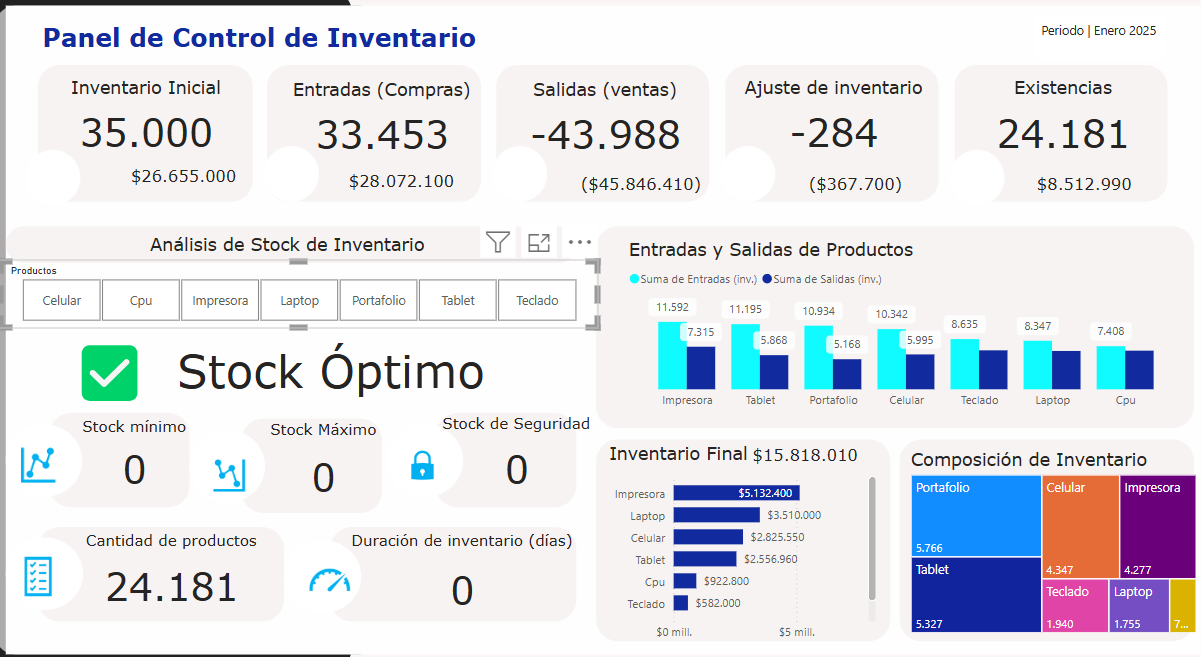 Panel de Control de Inventario
Periodo | Enero 2025
Inventario Inicial
35.000
$26.655.000
Entradas (Compras)
33.453
$28.072.100
Salidas (ventas)
-43.988
($45.846.410)
Ajuste de inventario
-284
($367.700)
Existencias
24.181
$8.512.990
Análisis de Stock de Inventario
Productos
Celular
Cpu
Impresora
Laptop
Portafolio
Tablet
Teclado
Stock Óptimo
Stock mínimo
0
Stock Máximo
0
Stock de Seguridad
0
Cantidad de productos
24.181
Duración de inventario (días)
0
Entradas y Salidas de Productos
Suma de Entradas (inv.) Suma de Salidas (inv.)
11.592
7.315
11.195
5.868
10.934
5.168
10.342
5.995
8.635
8.347
7.408
Impresora
Tablet
Portafolio
Celular
Teclado
Laptop
Cpu
Inventario Final $15.818.010
Impresora $5.132.400
Laptop $3.510.000
Celular $2.825.550
Tablet $2.556.960
Cpu $922.800
Teclado $582.000
$0 mill. $5 mill.
Composición de Inventario
Portafolio
5.766
Tablet
5.327
Celular
4.347
Impresora
4.277
Teclado
1.940
Laptop
1.755
7...